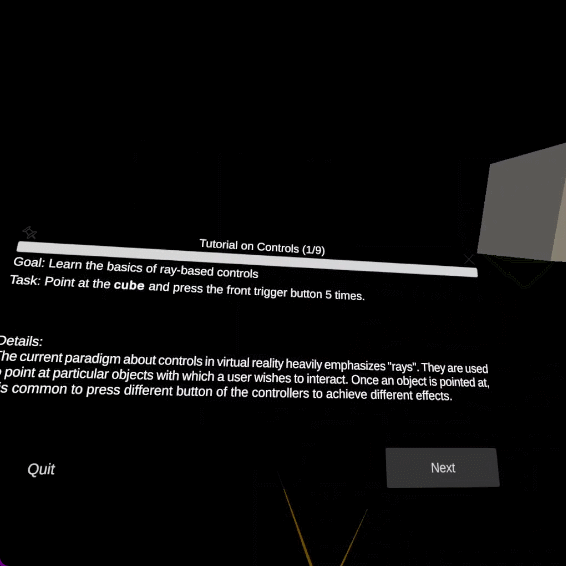 Tutorial on Controls (1/9)
Goal: Learn the basics of ray-based controls
Task: Point at the cube and press the front trigger button 5 times.
Details:
The current paradigm about controls in virtual reality heavily emphasizes "rays". They are used
point at particular objects with which a user wishes to interact. Once an object is pointed at,
is common to press different button of the controllers to achieve different effects.
Quit
Next